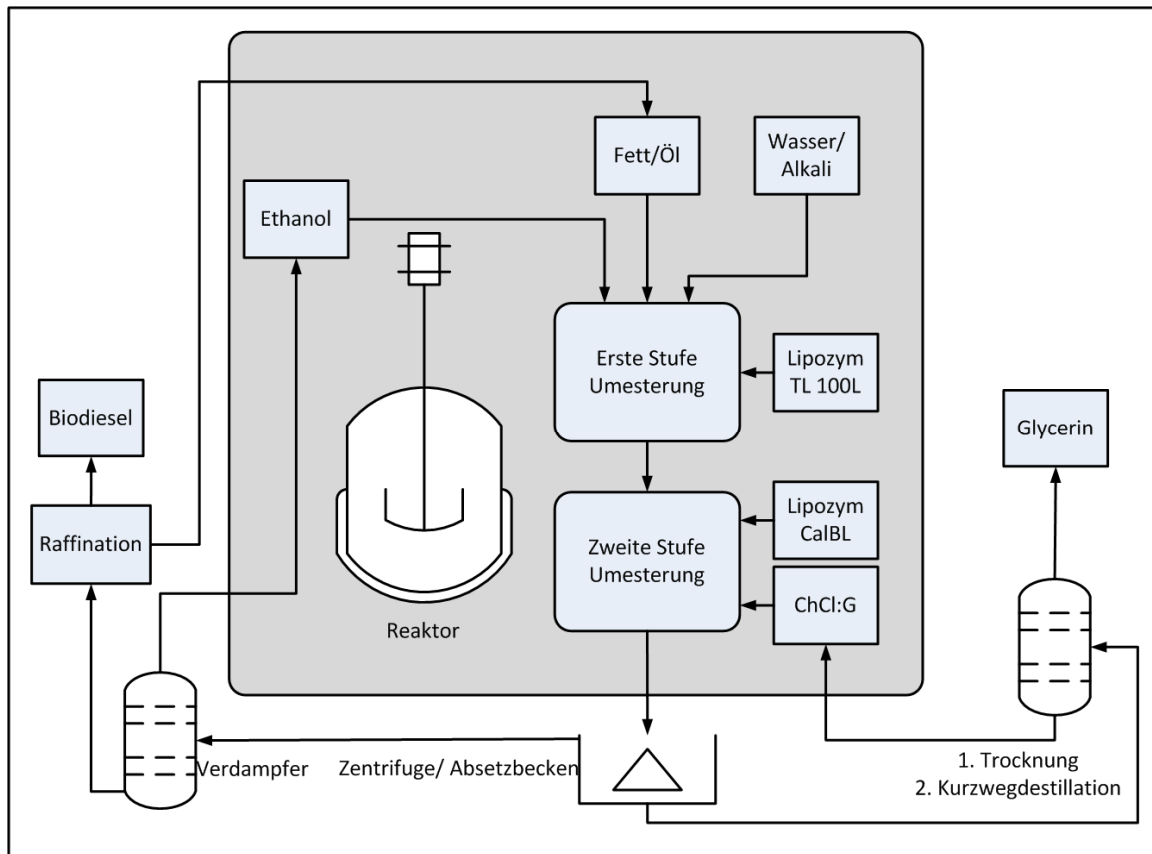 Fett/Öl
Wasser/
Alkali
Ethanol
Erste Stufe
Umesterung
Lipozym
TL 100L
Biodiesel
Glycerin
Raffination
Zweite Stufe
Umesterung
Lipozym
CalBL
ChCl:G
Reaktor
Verdampfer
Zentrifuge/ Absetzbecken
1. Trocknung
2. Kurzwegdestillation